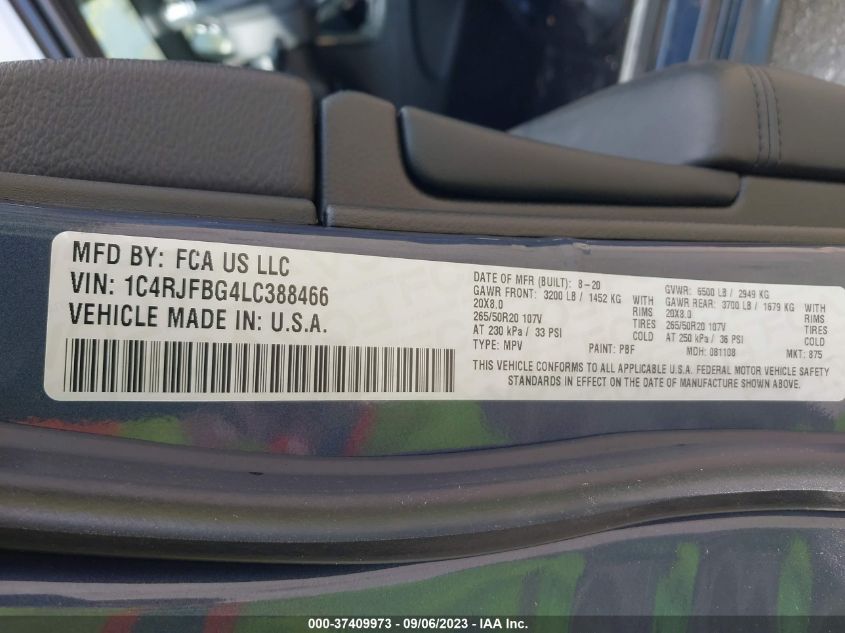 MFD BY: FCA US LLC
VIN: 1C4RJFBG4LC388466
VEHICLE MADE IN: U.S.A.
DATE OF MFR (BUILT): 8-20 GVWR: 6500 LB / 2949 KG
GAWR FRONT: 3200 LB / 1452 KG WITH GAWR REAR: 3700 LB / 1679 KG WITH
20X8.0 RIMS 20X8.0 RIMS
265/50R20 107V TIRES 265/50R20 107V TIRES
AT 230 kPa / 33 PSI COLD AT 250 kPa / 36 PSI COLD
TYPE: MPV PAINT: PBF MDH: 081108 MKT: 875
THIS VEHICLE CONFORMS TO ALL APPLICABLE U.S.A. FEDERAL MOTOR VEHICLE SAFETY
STANDARDS IN EFFECT ON THE DATE OF MANUFACTURE SHOWN ABOVE.
000-37409973 - 09/06/2023 - IAA Inc.